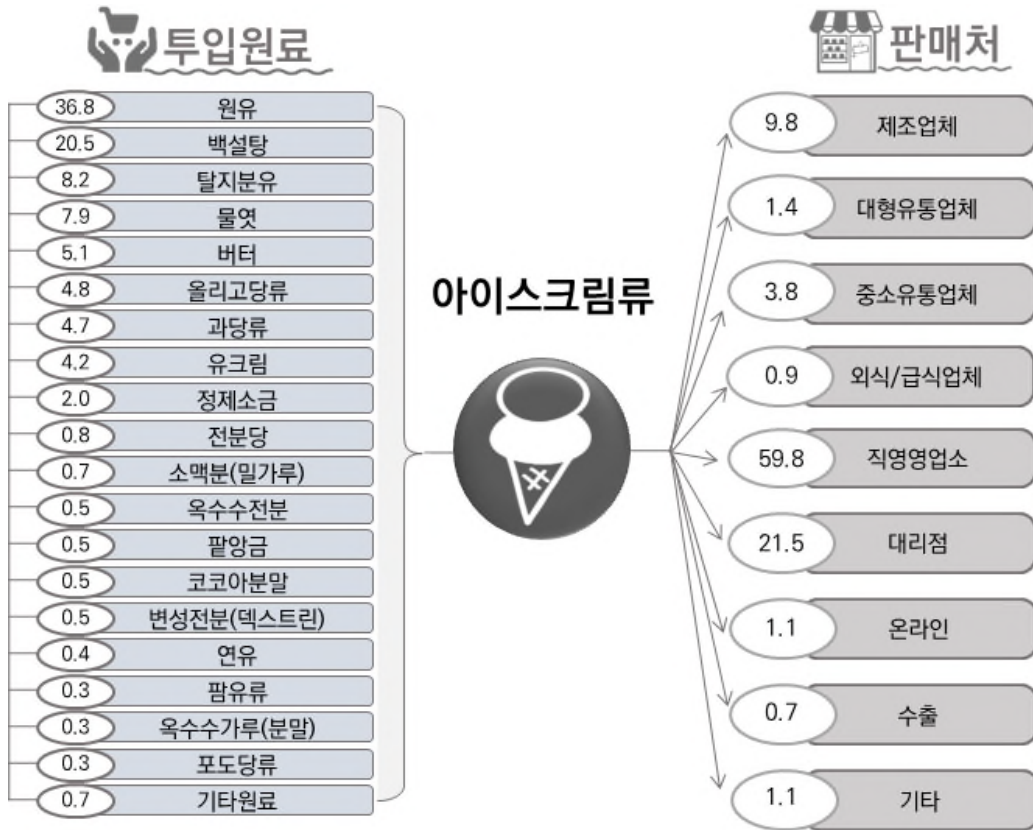 투입원료
36.8 원유
20.5 백설탕
8.2 탈지분유
7.9 물엿
5.1 버터
4.8 올리고당류
4.7 과당류
4.2 유크림
2.0 정제소금
0.8 전분당
0.7 소맥분(밀가루)
0.5 옥수수전분
0.5 팥앙금
0.5 코코아분말
0.5 변성전분(덱스트린)
0.4 연유
0.3 팜유류
0.3 옥수수가루(분말)
0.3 포도당류
0.7 기타원료
아이스크림류
판매처
9.8 제조업체
1.4 대형유통업체
3.8 중소유통업체
0.9 외식/급식업체
59.8 직영영업소
21.5 대리점
1.1 온라인
0.7 수출
1.1 기타